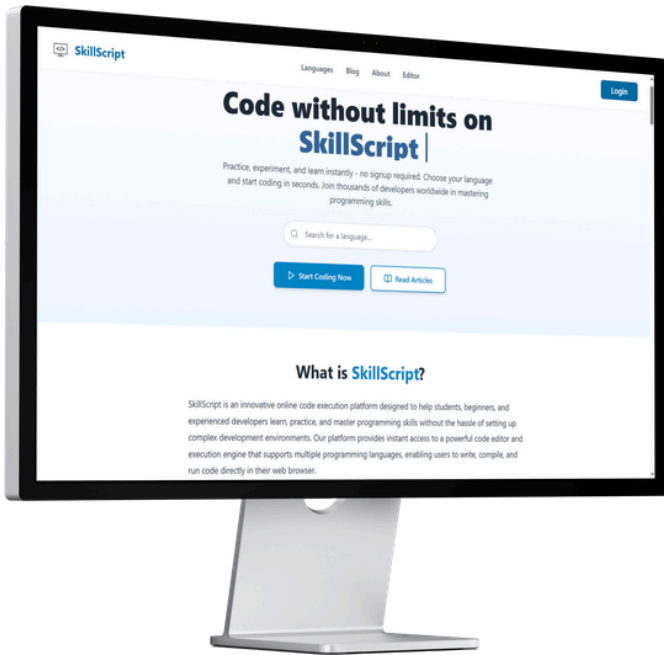 SkillScript
Languages Blog About Editor
Login
Code without limits on
SkillScript
Practice, experiment, and learn instantly - no signup required. Choose your language
and start coding in seconds. Join thousands of developers worldwide in mastering
programming skills.
Search for a language...
Start Coding Now Read Articles
What is SkillScript?
SkillScript is an innovative online code execution platform designed to help students, beginners, and
experienced developers learn, practice, and master programming skills without the hassle of setting up
complex development environments. Our platform provides instant access to a powerful code editor and
execution engine that supports multiple programming languages, enabling users to write, compile, and
run code directly in their web browser.